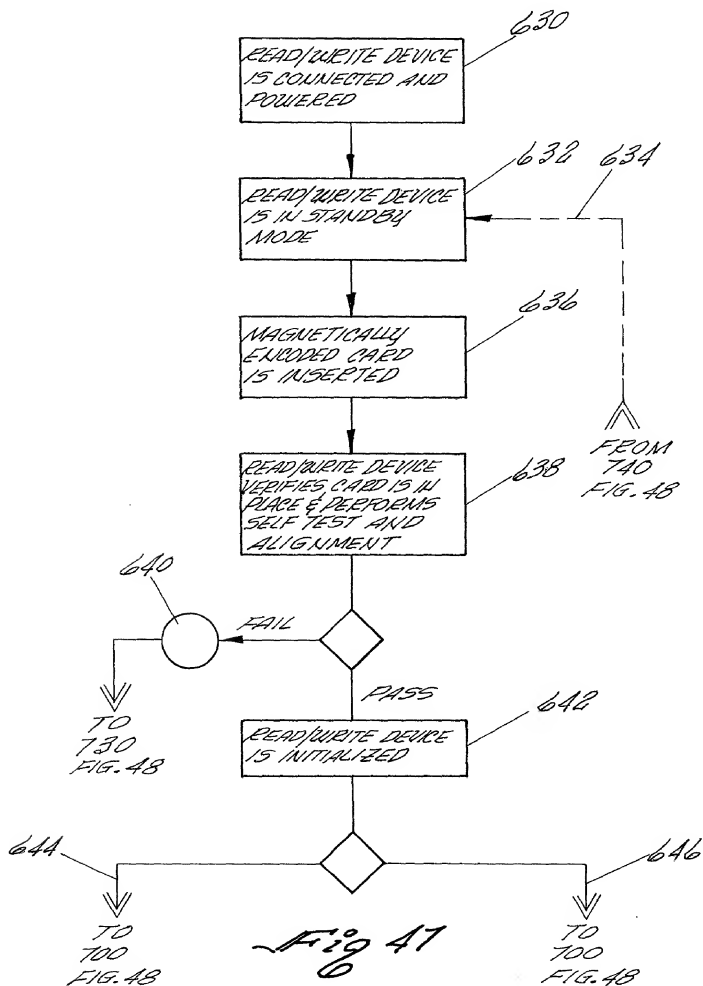 630
READ/WRITE DEVICE
IS CONNECTED AND
POWERED
632
634
READ/WRITE DEVICE
IS IN STANDBY
MODE
636
MAGNETICALLY
ENCODED CARD
IS INSERTED
FROM
740
FIG. 48
638
READ/WRITE DEVICE
VERIFIES CARD IS IN
PLACE & PERFORMS
SELF TEST AND
ALIGNMENT
640
FAIL
TO
730
FIG. 48
PASS
642
READ/WRITE DEVICE
IS INITIALIZED
644
646
TO
700
FIG. 48
TO
700
FIG. 48
Fig 47